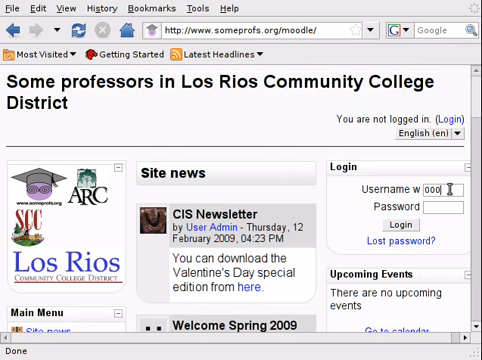 File Edit View History Bookmarks Tools Help
http://www.someprofs.org/moodle/
Google
Most Visited Getting Started Latest Headlines
Some professors in Los Rios Community College
District
You are not logged in. (Login)
English (en)
www.someprofs.org
ARC
SCC
Los Rios
COMMUNITY COLLEGE DISTRICT
Main Menu
Site news
Site news
CIS Newsletter
by User Admin - Thursday, 12
February 2009, 04:23 PM
You can download the
Valentine's Day special
edition from here.
Welcome Spring 2009
Login
Username w 000
Password
Login
Lost password?
Upcoming Events
There are no upcoming
events
Go to calendar
Done